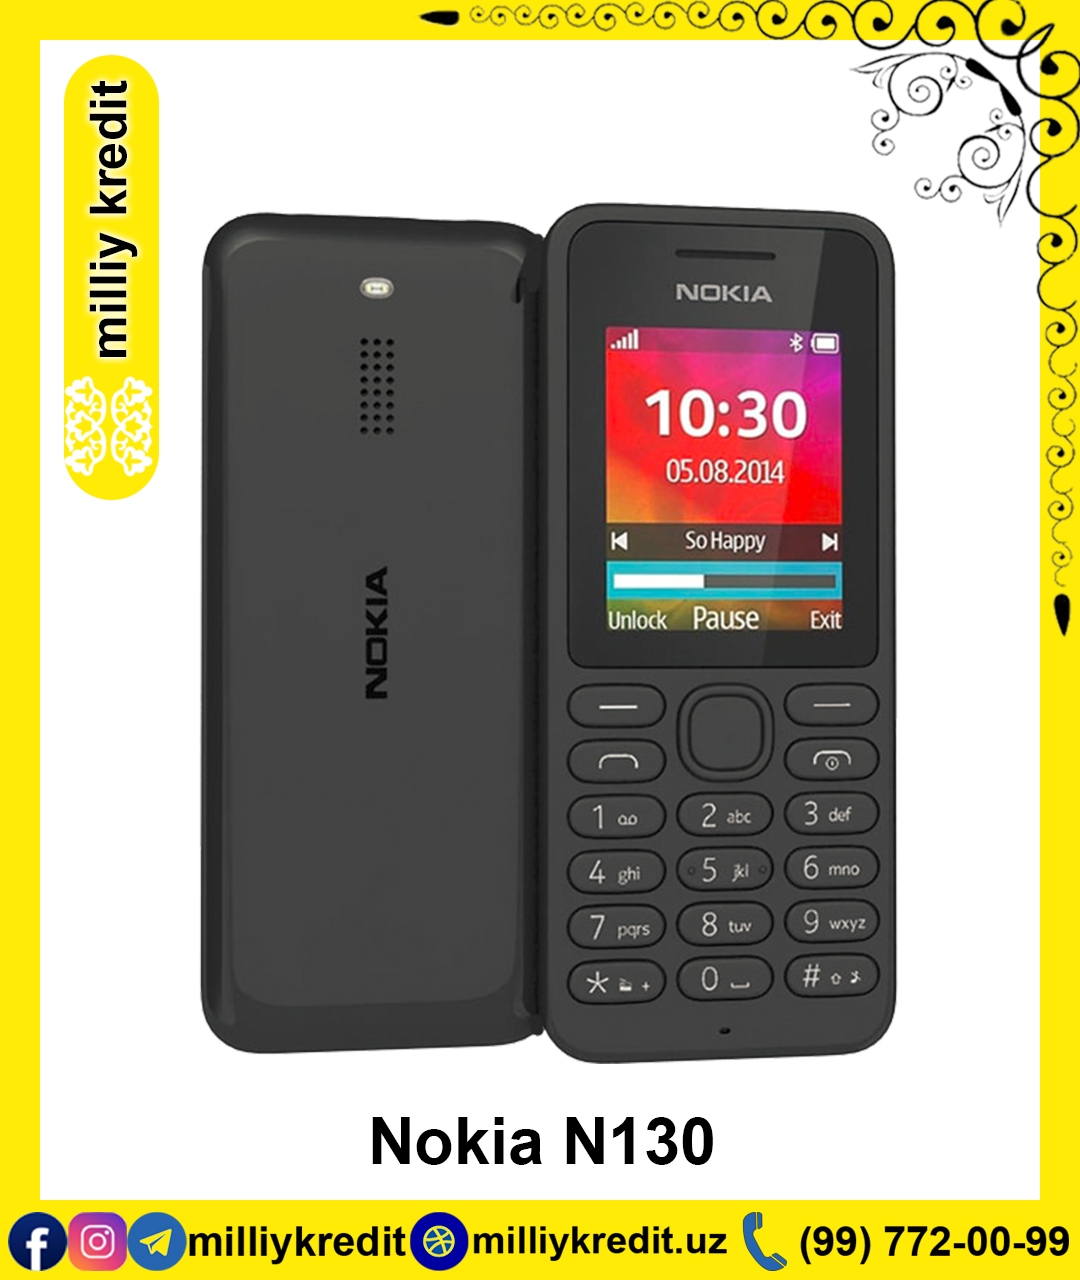 milliy kredit
NOKIA
NOKIA
10:30
05.08.2014
So Happy
Unlock Pause Exit
1
2 abc
3 def
4 ghi
5 jkl
6 mno
7 pqrs
8 tuv
9 wxyz
* +
0
#
Nokia N130
milliykredit milliykredit.uz (99) 772-00-99